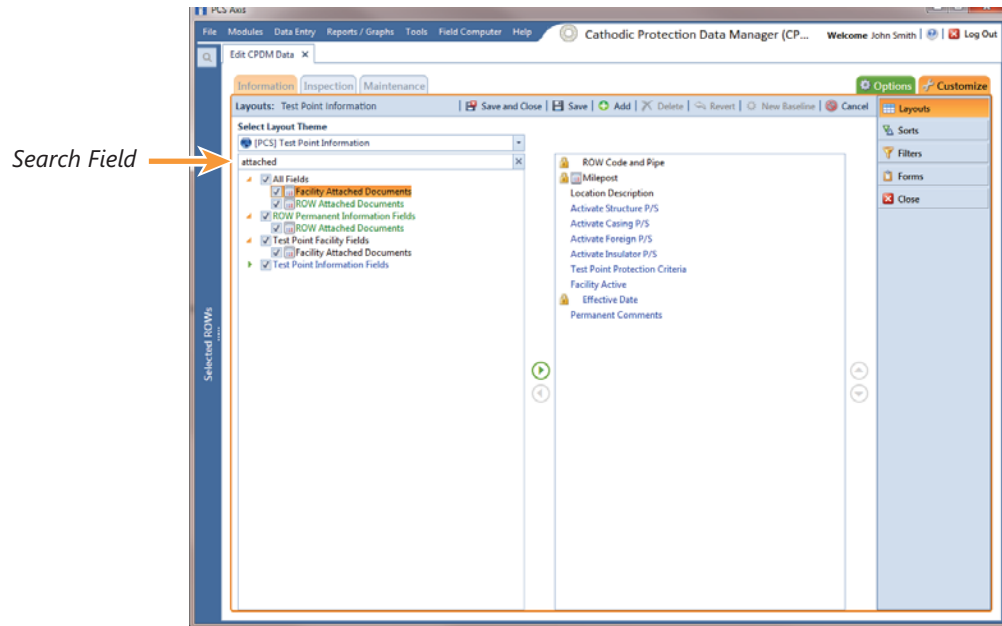 PCS Axis
File Modules Data Entry Reports / Graphs Tools Field Computer Help Cathodic Protection Data Manager (CP... Welcome John Smith | | Log Out
Edit CPDM Data ×
Information Inspection Maintenance Options Customize
Layouts: Test Point Information | Save and Close | Save | Add | Delete | Revert | New Baseline | Cancel
Layouts
Sorts
Filters
Forms
Close
Select Layout Theme
[PCS] Test Point Information
Search Field
attached
All Fields
Facility Attached Documents
ROW Attached Documents
ROW Permanent Information Fields
ROW Attached Documents
Test Point Facility Fields
Facility Attached Documents
Test Point Information Fields
ROW Code and Pipe
Milepost
Location Description
Activate Structure P/S
Activate Casing P/S
Activate Foreign P/S
Activate Insulator P/S
Test Point Protection Criteria
Facility Active
Effective Date
Permanent Comments
Selected ROWs